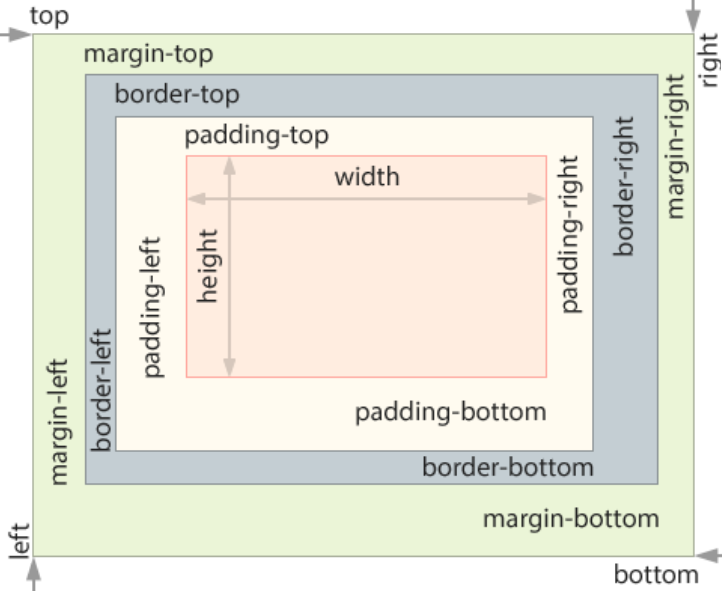 top
right
margin-top
margin-right
border-top
border-right
padding-top
padding-right
width
height
padding-left
border-left
margin-left
padding-bottom
border-bottom
margin-bottom
left
bottom